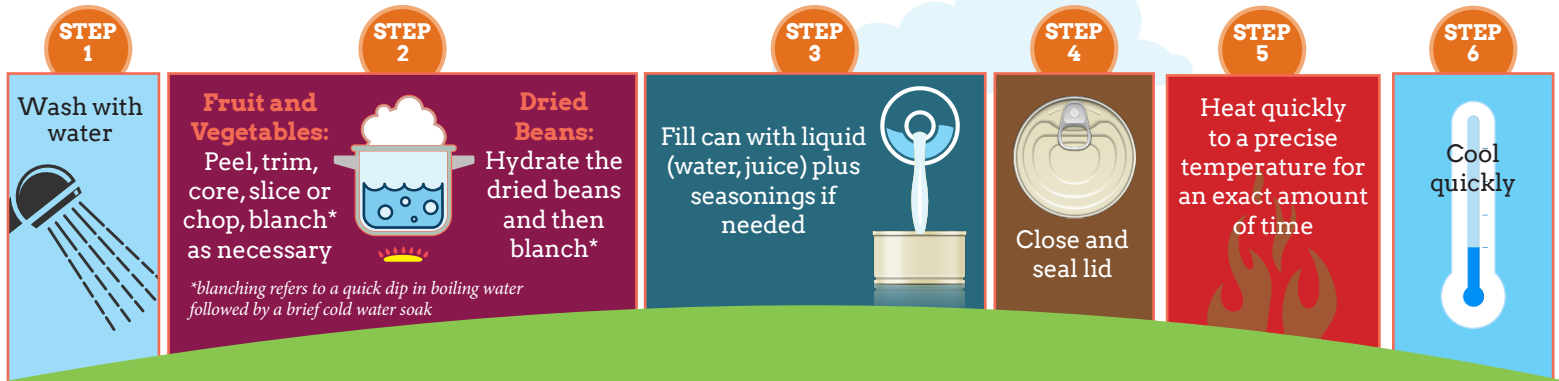 STEP
1
Wash with
water
STEP
2
Fruit and
Vegetables:
Peel, trim,
core, slice or
chop, blanch*
as necessary
Dried
Beans:
Hydrate the
dried beans
and then
blanch*
*blanching refers to a quick dip in boiling water
followed by a brief cold water soak
STEP
3
Fill can with liquid
(water, juice) plus
seasonings if
needed
STEP
4
Close and
seal lid
STEP
5
Heat quickly
to a precise
temperature for
an exact amount
of time
STEP
6
Cool
quickly